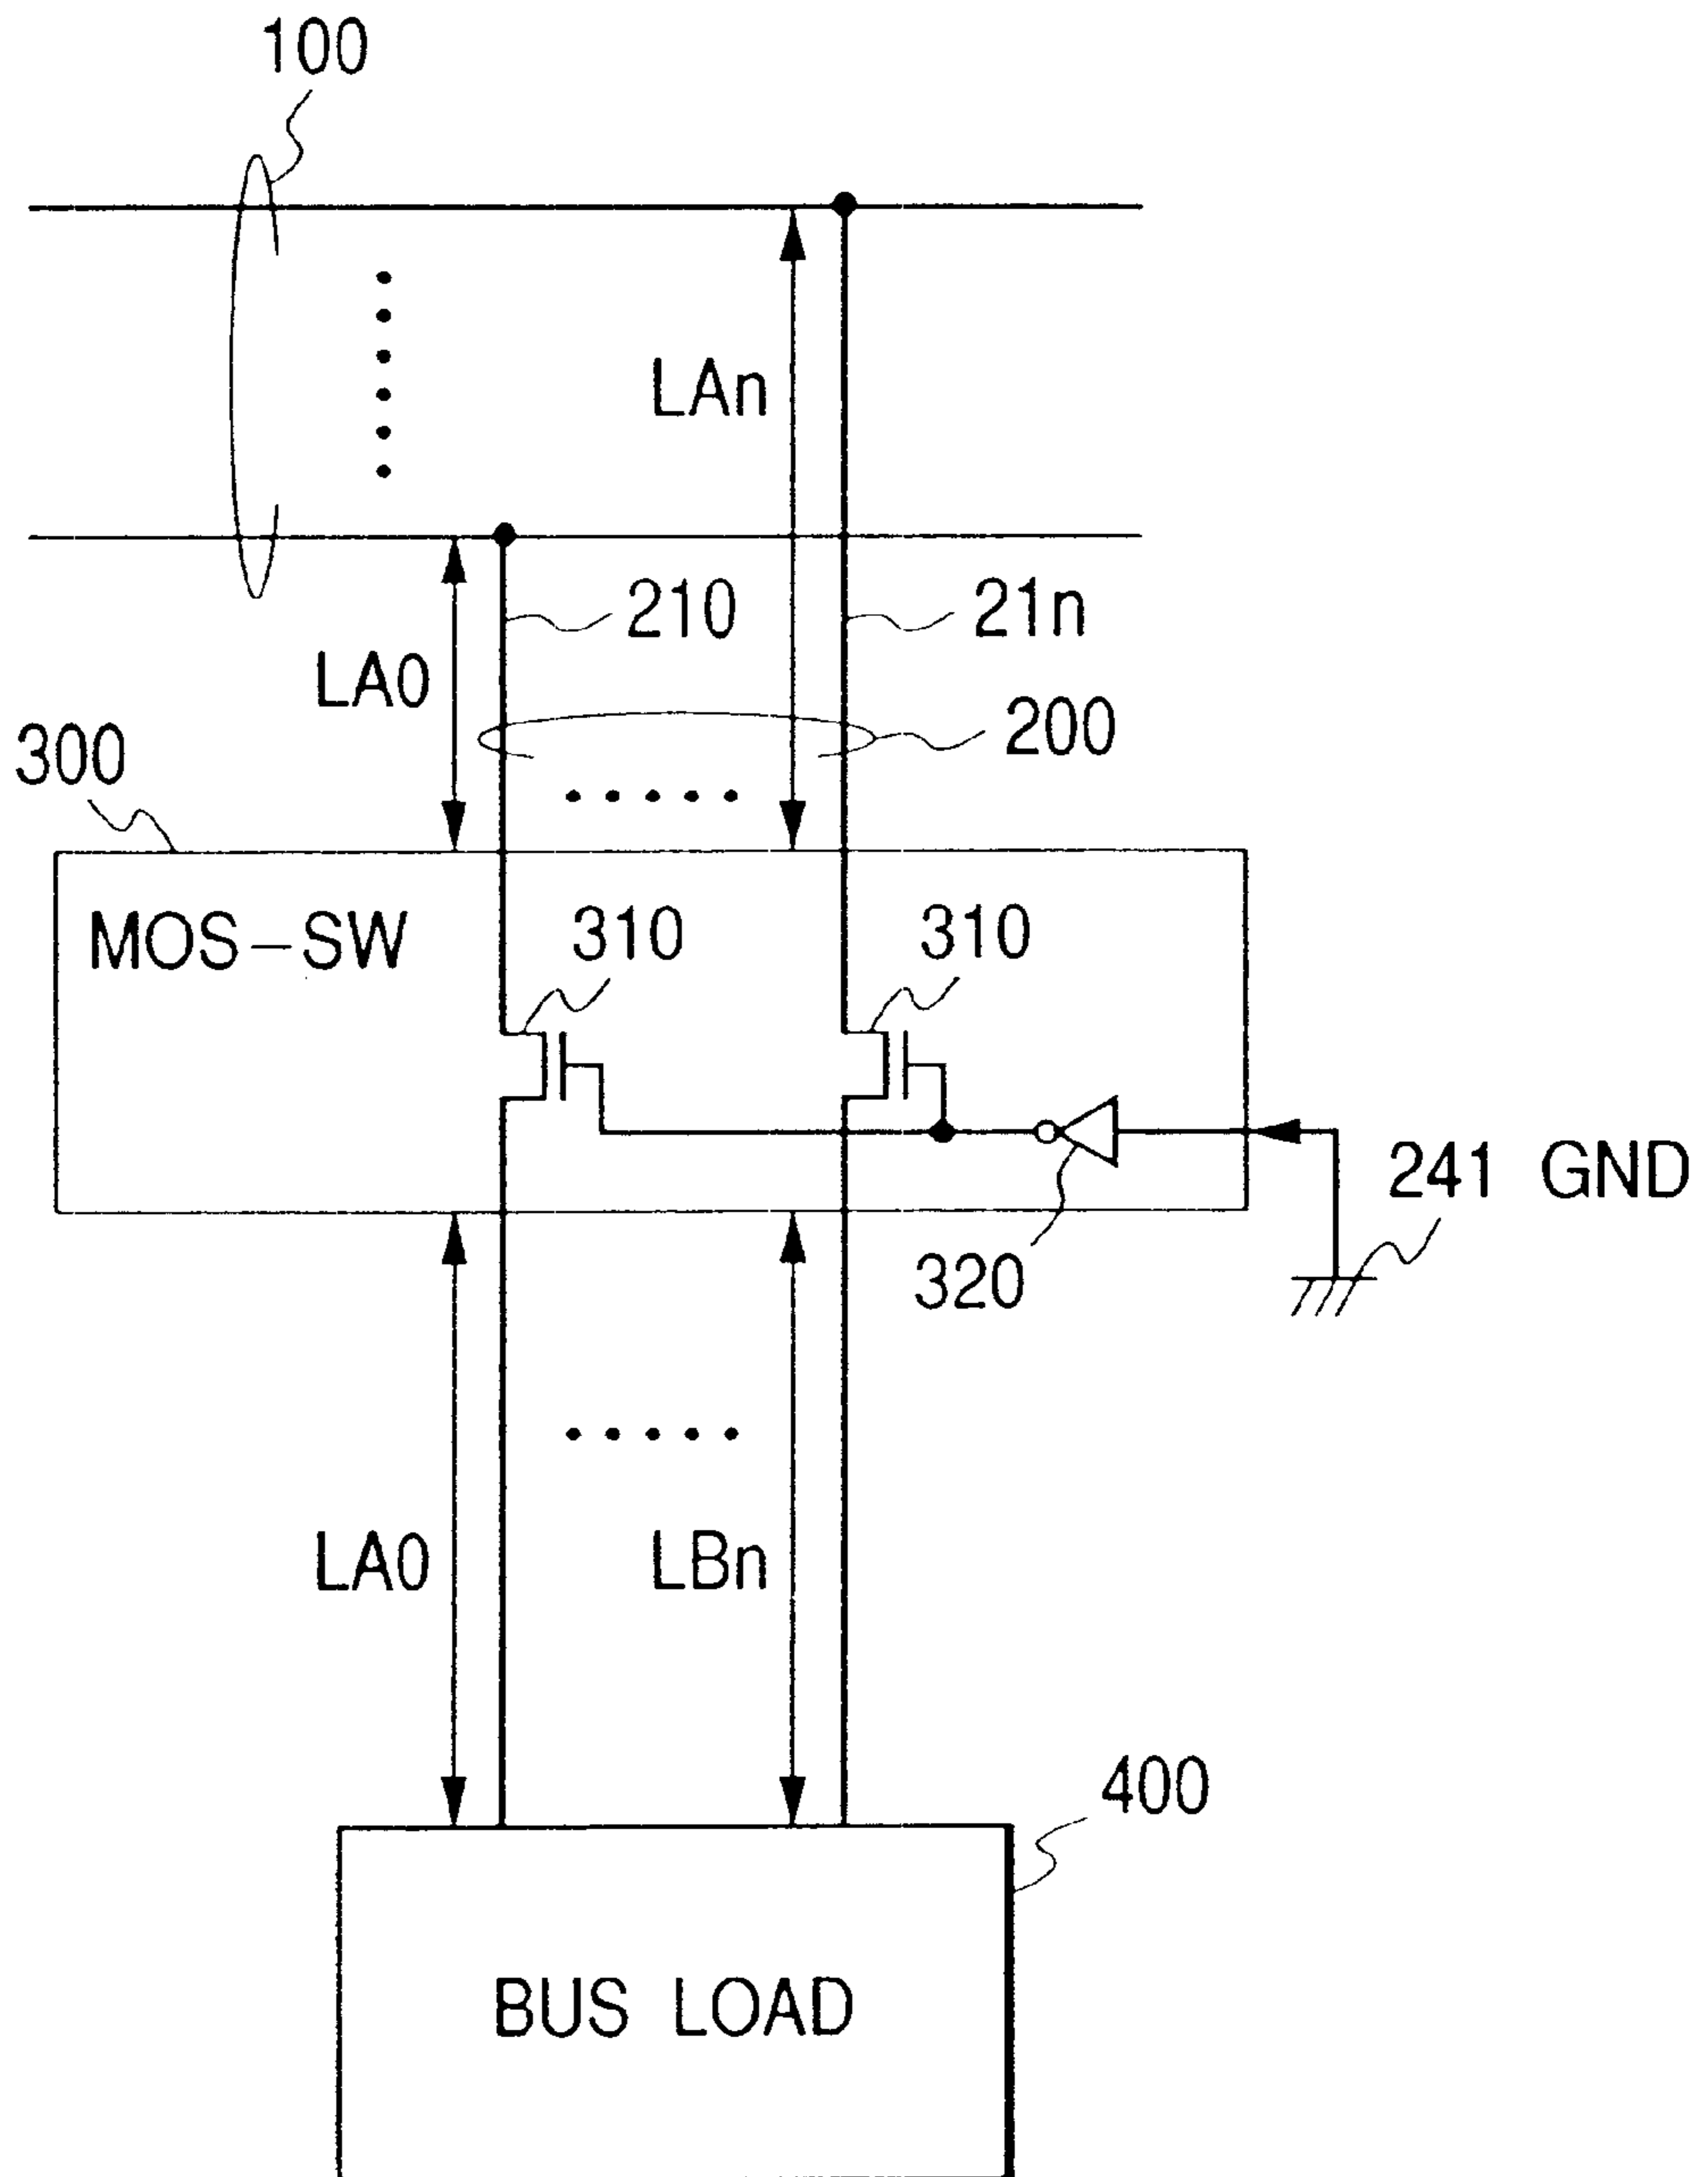 100
LAn
210
21n
LA0
200
300
MOS-SW
310
310
241 GND
320
LA0
LBn
400
BUS LOAD